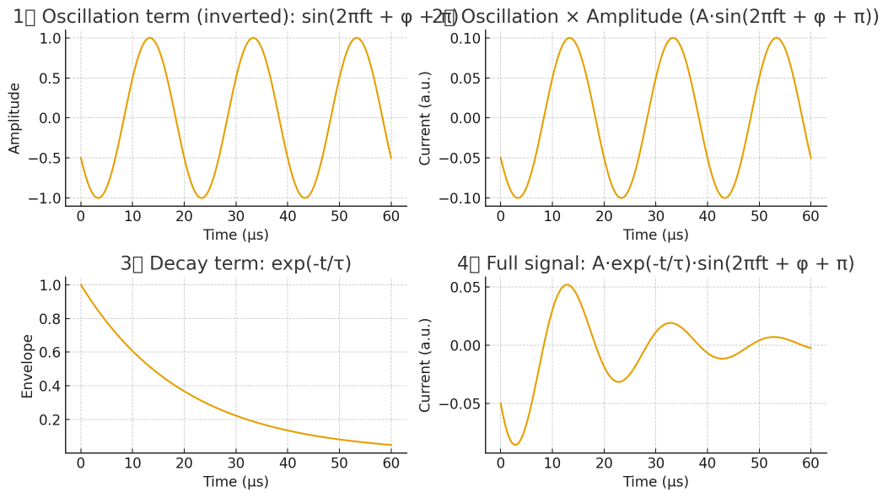 1▯ Oscillation term (inverted): sin(2πft + φ + π)
2▯ Oscillation × Amplitude (A·sin(2πft + φ + π))
Amplitude
1.0
0.5
0.0
−0.5
−1.0
0 10 20 30 40 50 60
Time (μs)
Current (a.u.)
0.10
0.05
0.00
−0.05
−0.10
0 10 20 30 40 50 60
Time (μs)
3▯ Decay term: exp(-t/τ)
Envelope
1.0
0.8
0.6
0.4
0.2
0 10 20 30 40 50 60
Time (μs)
4▯ Full signal: A·exp(-t/τ)·sin(2πft + φ + π)
Current (a.u.)
0.05
0.00
−0.05
0 10 20 30 40 50 60
Time (μs)